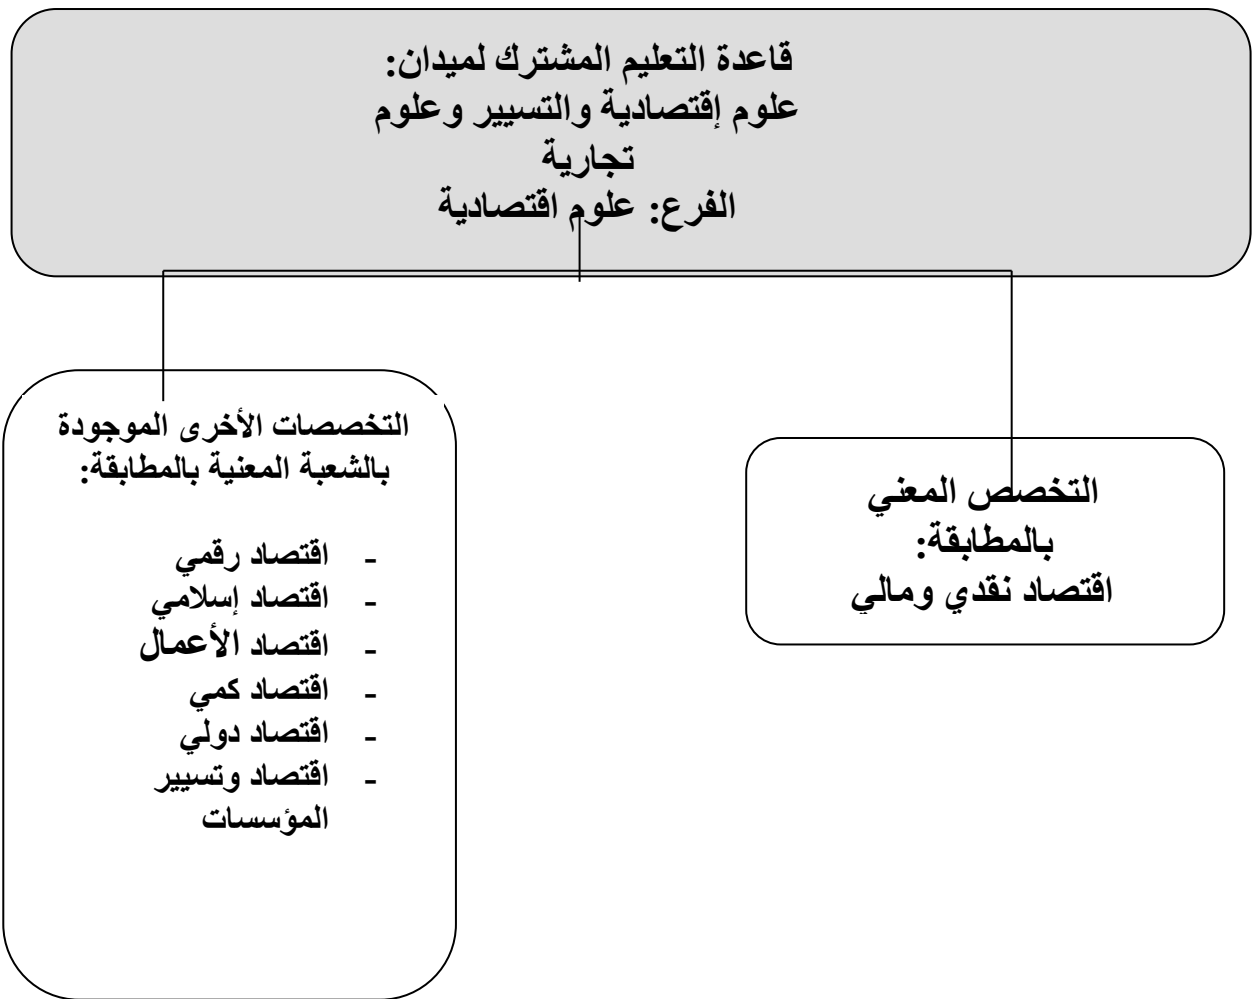 قاعدة التعليم المشترك لميدان:
علوم إقتصادية والتسيير وعلوم
تجارية
الفرع: علوم اقتصادية
التخصص المعني
بالمطابقة:
اقتصاد نقدي ومالي
التخصصات الأخرى الموجودة
بالشعبة المعنية بالمطابقة:
- اقتصاد رقمي
- اقتصاد إسلامي
- اقتصاد الأعمال
- اقتصاد كمي
- اقتصاد دولي
- اقتصاد وتسيير
المؤسسات